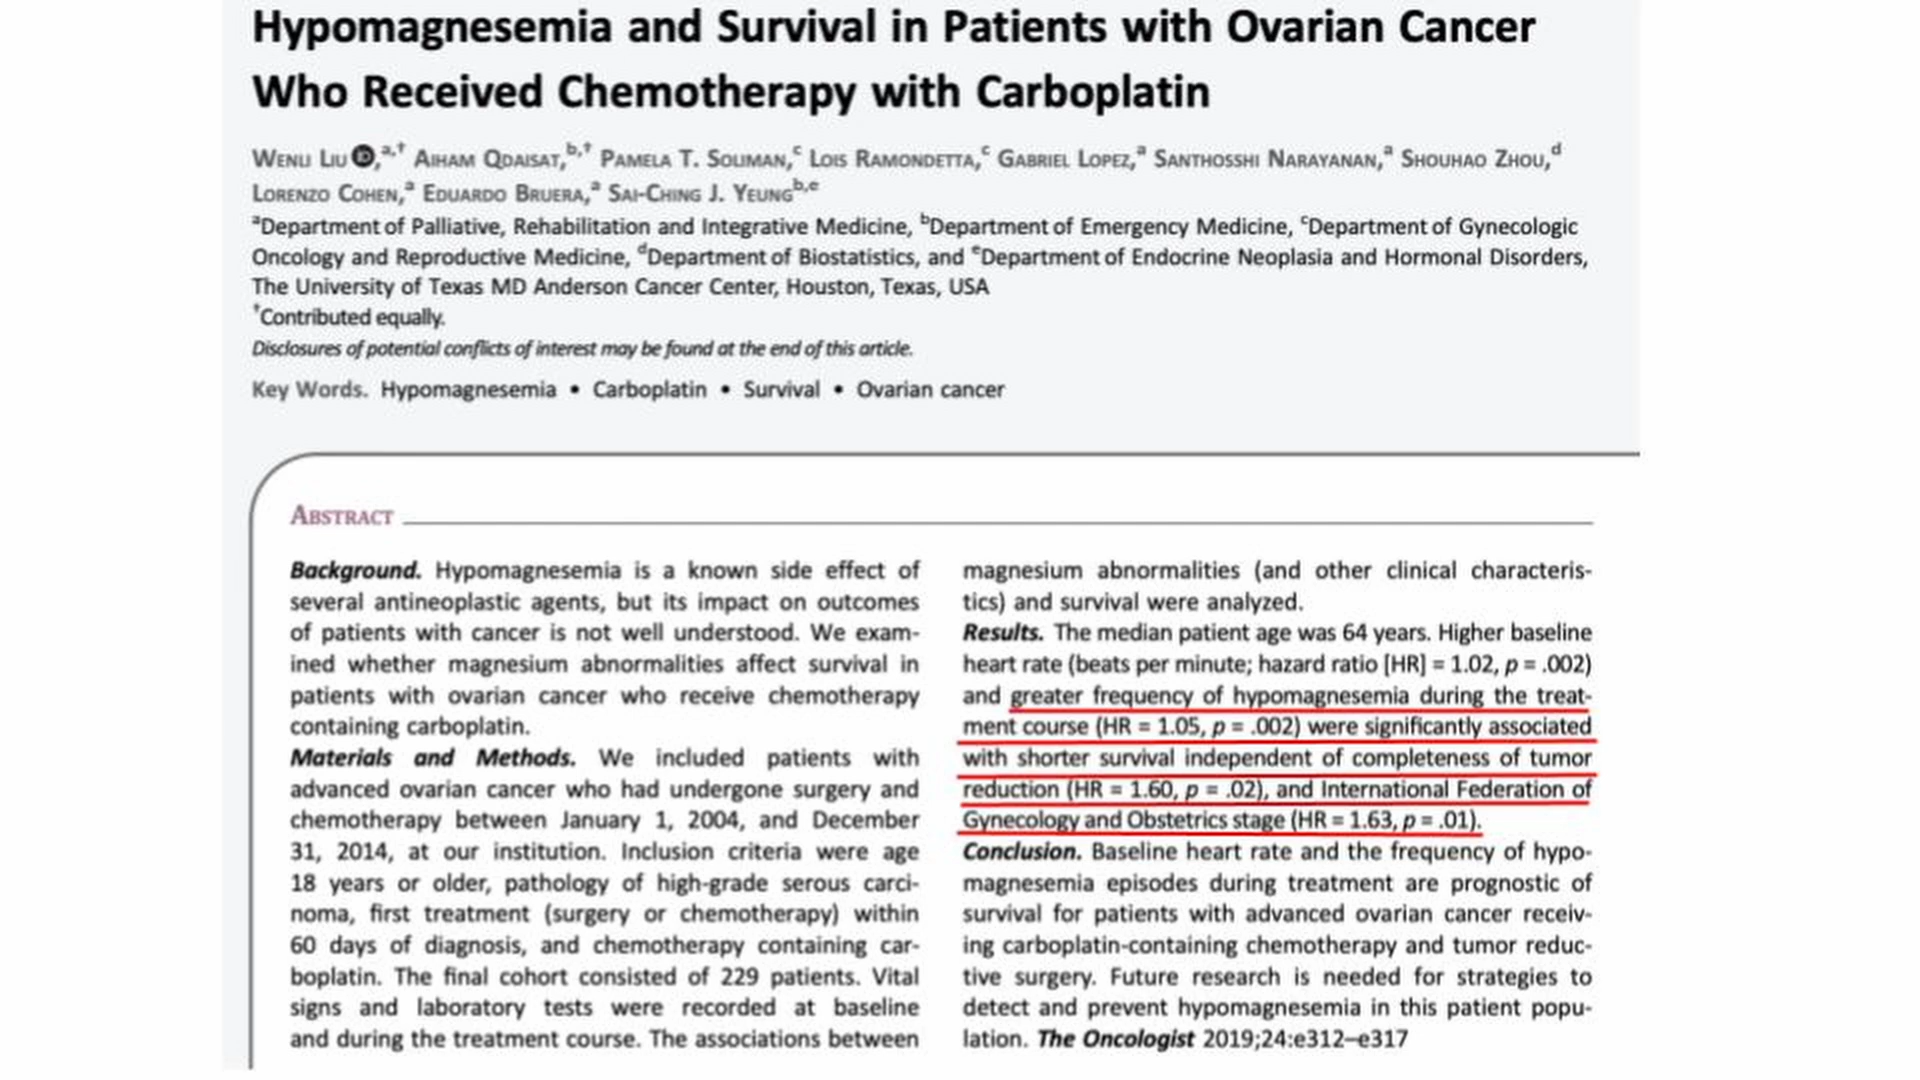 Hypomagnesemia and Survival in Patients with Ovarian Cancer
Who Received Chemotherapy with Carboplatin
Wenli Liu iD,a,† Aiham Qdaisat,b,† Pamela T. Soliman,c Lois Ramondetta,c Gabriel Lopez,a Santhosshi Narayanan,a Shouhao Zhou,d
Lorenzo Cohen,a Eduardo Bruera,a Sai-Ching J. Yeungb,e
aDepartment of Palliative, Rehabilitation and Integrative Medicine, bDepartment of Emergency Medicine, cDepartment of Gynecologic
Oncology and Reproductive Medicine, dDepartment of Biostatistics, and eDepartment of Endocrine Neoplasia and Hormonal Disorders,
The University of Texas MD Anderson Cancer Center, Houston, Texas, USA
†Contributed equally.
Disclosures of potential conflicts of interest may be found at the end of this article.
Key Words. Hypomagnesemia • Carboplatin • Survival • Ovarian cancer
Abstract
Background. Hypomagnesemia is a known side effect of
several antineoplastic agents, but its impact on outcomes
of patients with cancer is not well understood. We exam-
ined whether magnesium abnormalities affect survival in
patients with ovarian cancer who receive chemotherapy
containing carboplatin.
Materials and Methods. We included patients with
advanced ovarian cancer who had undergone surgery and
chemotherapy between January 1, 2004, and December
31, 2014, at our institution. Inclusion criteria were age
18 years or older, pathology of high-grade serous carci-
noma, first treatment (surgery or chemotherapy) within
60 days of diagnosis, and chemotherapy containing car-
boplatin. The final cohort consisted of 229 patients. Vital
signs and laboratory tests were recorded at baseline
and during the treatment course. The associations between
magnesium abnormalities (and other clinical characteris-
tics) and survival were analyzed.
Results. The median patient age was 64 years. Higher baseline
heart rate (beats per minute; hazard ratio [HR] = 1.02, p = .002)
and greater frequency of hypomagnesemia during the treat-
ment course (HR = 1.05, p = .002) were significantly associated
with shorter survival independent of completeness of tumor
reduction (HR = 1.60, p = .02), and International Federation of
Gynecology and Obstetrics stage (HR = 1.63, p = .01).
Conclusion. Baseline heart rate and the frequency of hypo-
magnesemia episodes during treatment are prognostic of
survival for patients with advanced ovarian cancer receiv-
ing carboplatin-containing chemotherapy and tumor reduc-
tive surgery. Future research is needed for strategies to
detect and prevent hypomagnesemia in this patient popu-
lation. The Oncologist 2019;24:e312–e317